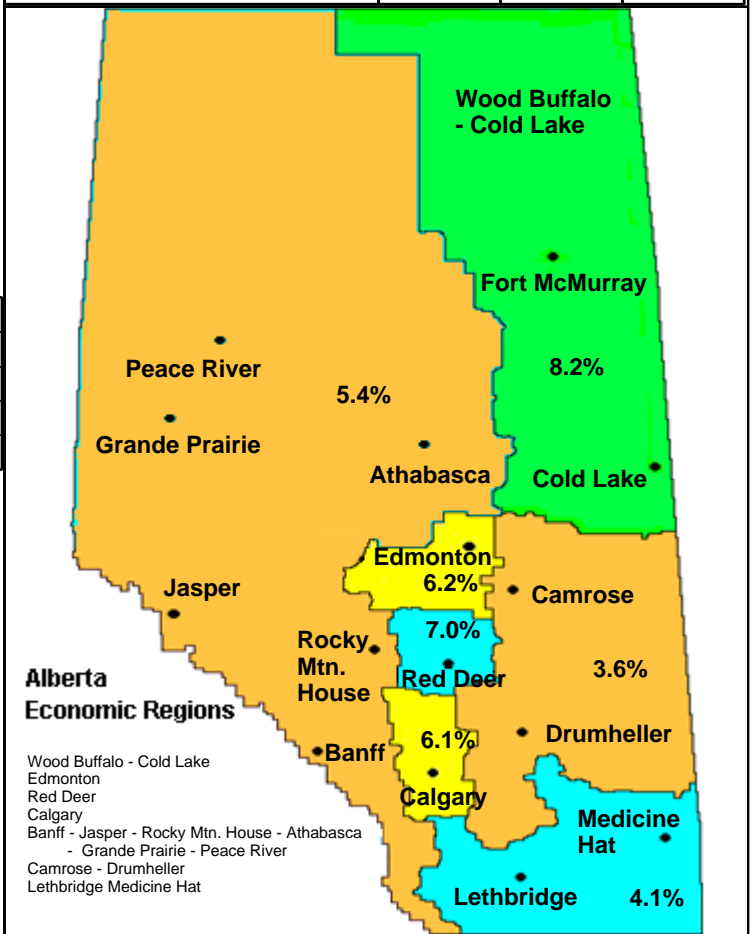 Wood Buffalo
- Cold Lake
Fort McMurray
8.2%
Peace River
5.4%
Grande Prairie
Athabasca
Cold Lake
Edmonton
6.2%
Jasper
Camrose
7.0%
Rocky
Mtn.
House
Red Deer
3.6%
Alberta
Economic Regions
6.1%
Drumheller
Banff
Calgary
Wood Buffalo - Cold Lake
Edmonton
Red Deer
Calgary
Banff - Jasper - Rocky Mtn. House - Athabasca
- Grande Prairie - Peace River
Camrose - Drumheller
Lethbridge Medicine Hat
Medicine
Hat
Lethbridge
4.1%